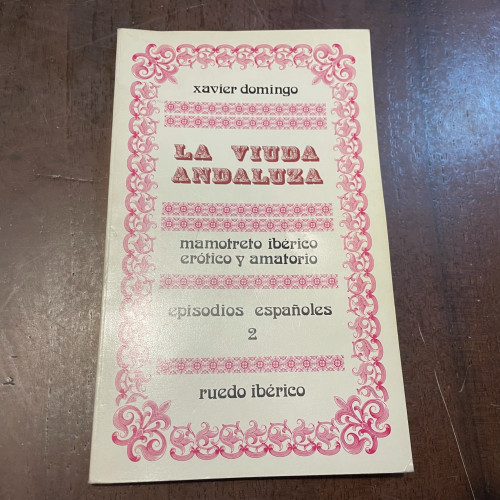 xavier domingo
LA VIUDA
ANDALUZA
mamotreto ibérico
erótico y amatorio
episodios españoles
2
ruedo ibérico